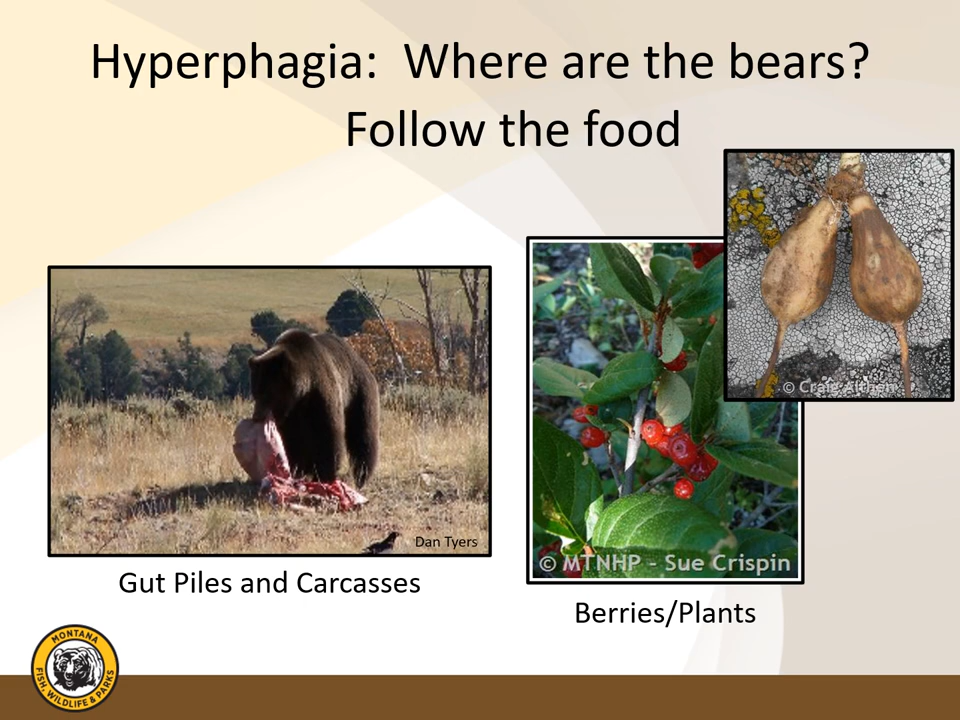 Hyperphagia:  Where are the bears?
Follow the food
© Craig Aitken
Dan Tyers
© MTNHP - Sue Crispin
Gut Piles and Carcasses
Berries/Plants
MONTANA
FISH, WILDLIFE & PARKS